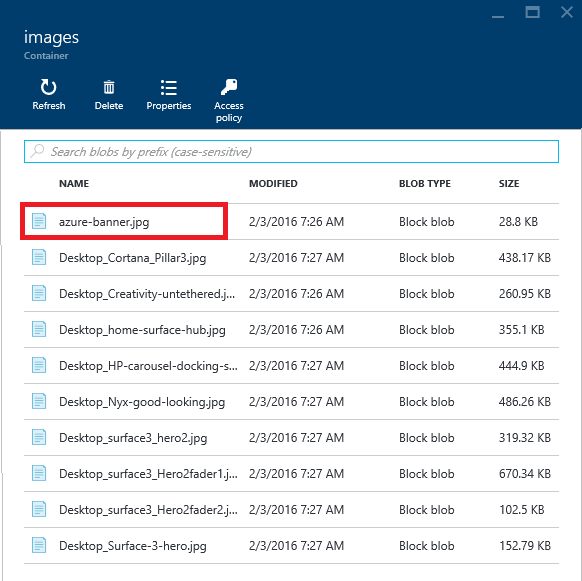 images
Container
Refresh Delete Properties Access policy
Search blobs by prefix (case-sensitive)
NAME MODIFIED BLOB TYPE SIZE
azure-banner.jpg 2/3/2016 7:26 AM Block blob 28.8 KB
Desktop_Cortana_Pillar3.jpg 2/3/2016 7:27 AM Block blob 438.17 KB
Desktop_Creativity-untethered.j... 2/3/2016 7:27 AM Block blob 260.95 KB
Desktop_home-surface-hub.jpg 2/3/2016 7:26 AM Block blob 355.1 KB
Desktop_HP-carousel-docking-s... 2/3/2016 7:27 AM Block blob 444.9 KB
Desktop_Nyx-good-looking.jpg 2/3/2016 7:27 AM Block blob 486.26 KB
Desktop_surface3_hero2.jpg 2/3/2016 7:27 AM Block blob 319.32 KB
Desktop_surface3_Hero2fader1.j... 2/3/2016 7:27 AM Block blob 670.34 KB
Desktop_surface3_Hero2fader2.j... 2/3/2016 7:27 AM Block blob 102.5 KB
Desktop_Surface-3-hero.jpg 2/3/2016 7:27 AM Block blob 152.79 KB